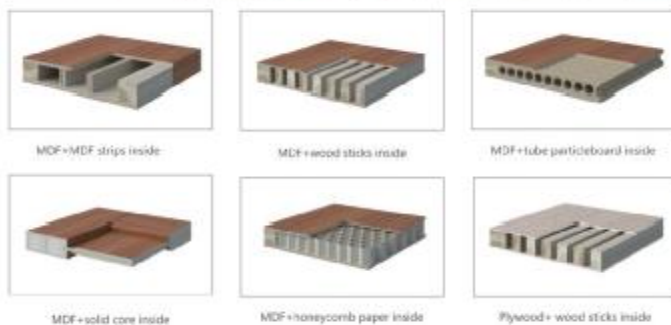 MDF+MDF strips inside
MDF+wood sticks inside
MDF+tube particleboard inside
MDF+solid core inside
MDF+honeycomb paper inside
Plywood+ wood sticks inside